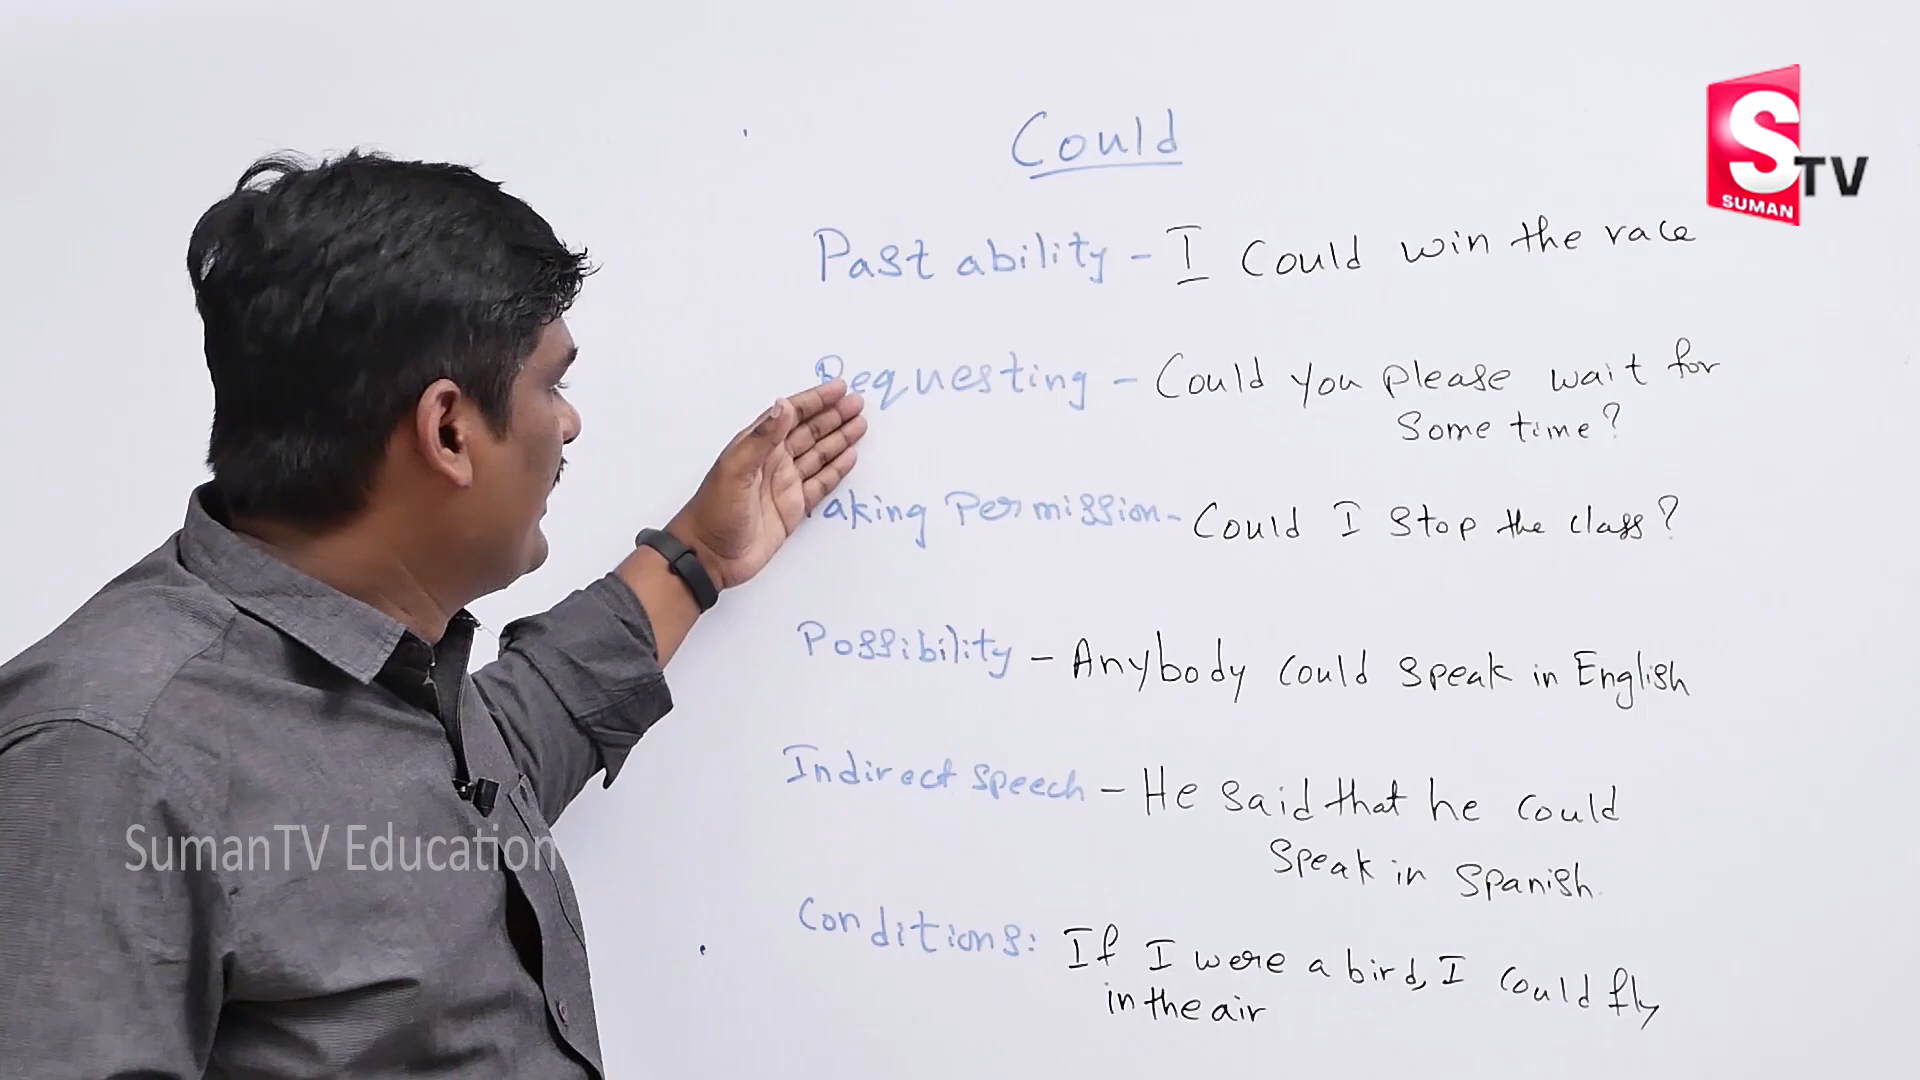 Could
S TV
SUMAN
Past ability - I Could win the race
Requesting - Could you please wait for
Some time?
aking Permission - Could I stop the class?
Possibility - Anybody could speak in English
Indirect speech - He said that he could
speak in spanish.
Conditions: If I were a bird, I could fly
in the air
SumanTV Education